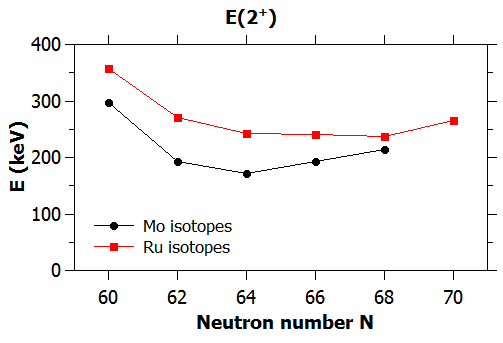 E(2⁺)
E (keV)
400
300
200
100
0
Mo isotopes
Ru isotopes
60 62 64 66 68 70
Neutron number N